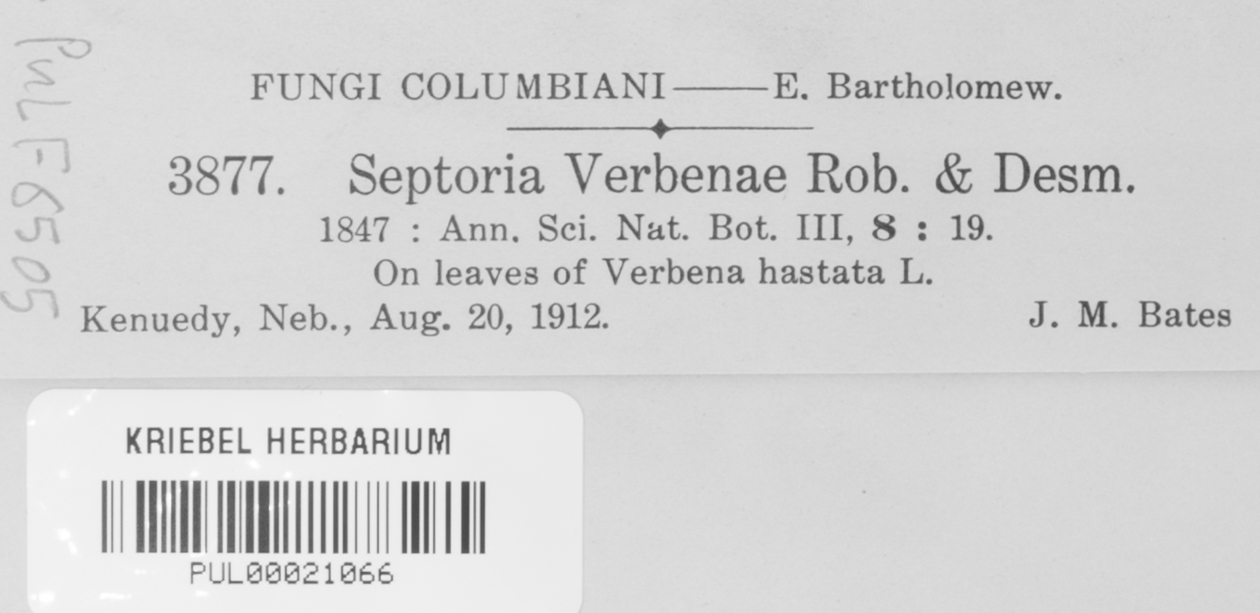 PUL F6505
FUNGI COLUMBIANI——E. Bartholomew.
3877. Septoria Verbenae Rob. & Desm.
1847 : Ann. Sci. Nat. Bot. III, 8 : 19.
On leaves of Verbena hastata L.
Kenuedy, Neb., Aug. 20, 1912. J. M. Bates
KRIEBEL HERBARIUM
PUL00021066